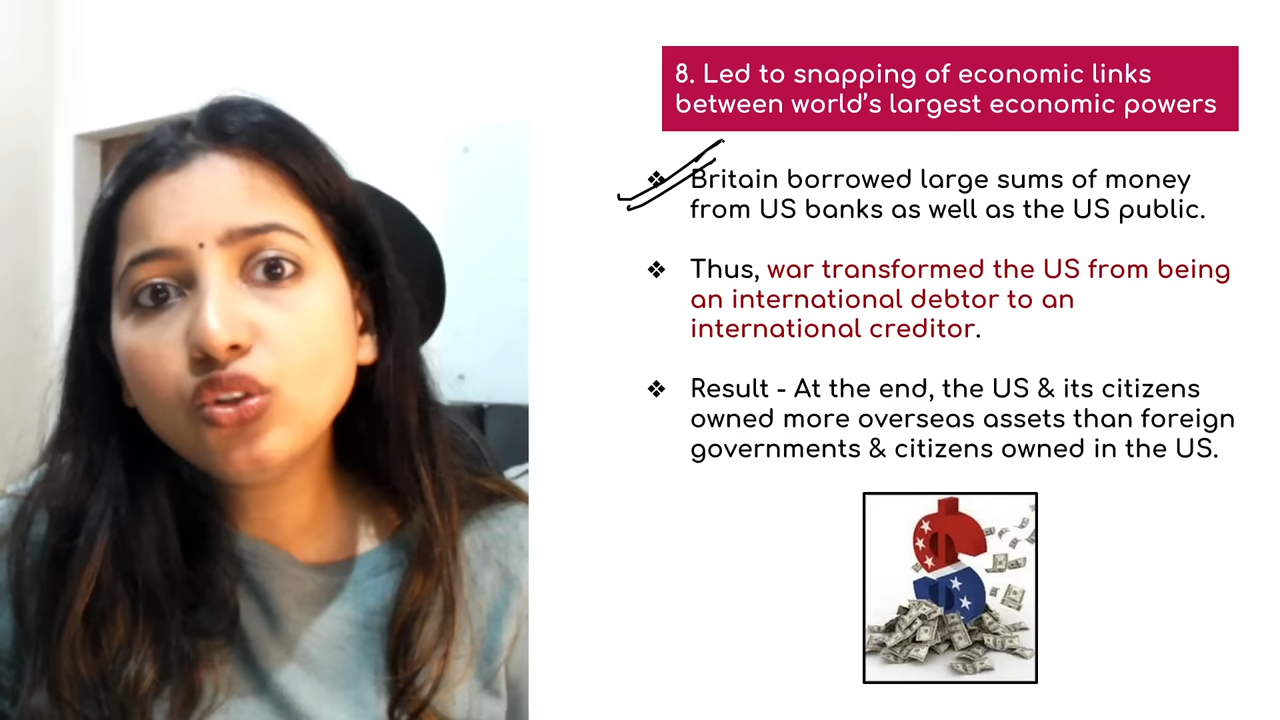 8. Led to snapping of economic links
between world's largest economic powers
❖ Britain borrowed large sums of money
from US banks as well as the US public.
❖ Thus, war transformed the US from being
an international debtor to an
international creditor.
❖ Result - At the end, the US & its citizens
owned more overseas assets than foreign
governments & citizens owned in the US.